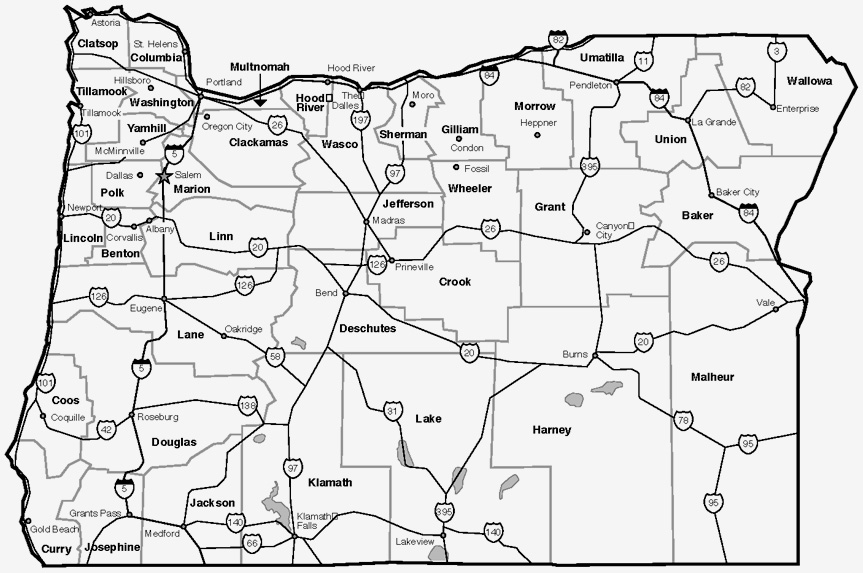 Astoria
Clatsop
St. Helens
Columbia
Multnomah
Hood River
82
84
Umatilla
11
3
Wallowa
Tillamook
Hillsboro
Washington
Portland
Hood
River
The
Dalles
Moro
Pendleton
84
82
Enterprise
Tillamook
101
Yamhill
Oregon City
26
197
Sherman
Gilliam
Condon
Morrow
Heppner
La Grande
Union
McMinnville
5
Clackamas
Wasco
Dallas
Salem
Polk
Marion
97
Fossil
Wheeler
395
Newport
20
Jefferson
Grant
Baker City
84
Baker
Lincoln
Corvallis
Albany
Benton
Linn
20
Madras
26
Canyon
City
126
Prineville
26
126
Eugene
126
Bend
Crook
Vale
Lane
Oakridge
58
Deschutes
20
Burns
20
5
101
Coos
Coquille
42
Roseburg
138
31
Lake
Harney
Malheur
78
95
Douglas
97
Klamath
5
Grants Pass
Jackson
Klamath
Falls
395
95
Gold Beach
Curry
Josephine
Medford
140
66
Lakeview
140